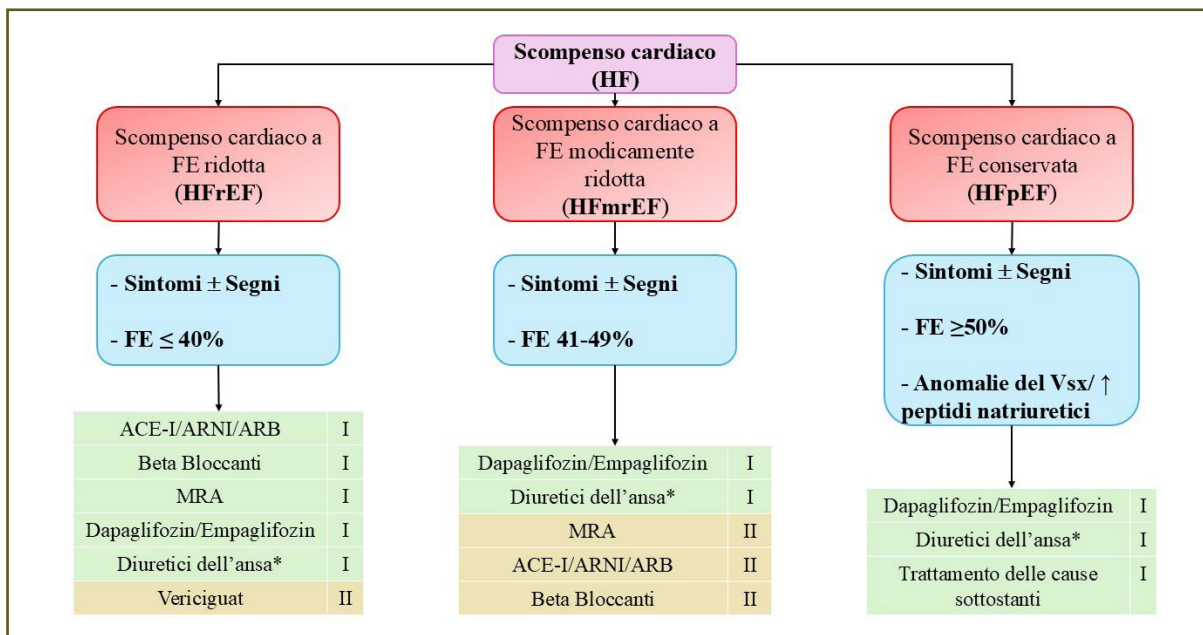 Scompenso cardiaco
(HF)
Scompenso cardiaco a
FE ridotta
(HFrEF)
- Sintomi ± Segni
- FE ≤ 40%
ACE-I/ARNI/ARB I
Beta Bloccanti I
MRA I
Dapaglifozin/Empaglifozin I
Diuretici dell’ansa* I
Vericiguat II
Scompenso cardiaco a
FE modicamente
ridotta
(HFmrEF)
- Sintomi ± Segni
- FE 41-49%
Dapaglifozin/Empaglifozin I
Diuretici dell’ansa* I
MRA II
ACE-I/ARNI/ARB II
Beta Bloccanti II
Scompenso cardiaco a
FE conservata
(HFpEF)
- Sintomi ± Segni
- FE ≥50%
- Anomalie del Vsx/ ↑
peptidi natriuretici
Dapaglifozin/Empaglifozin I
Diuretici dell’ansa* I
Trattamento delle cause I
sottostanti